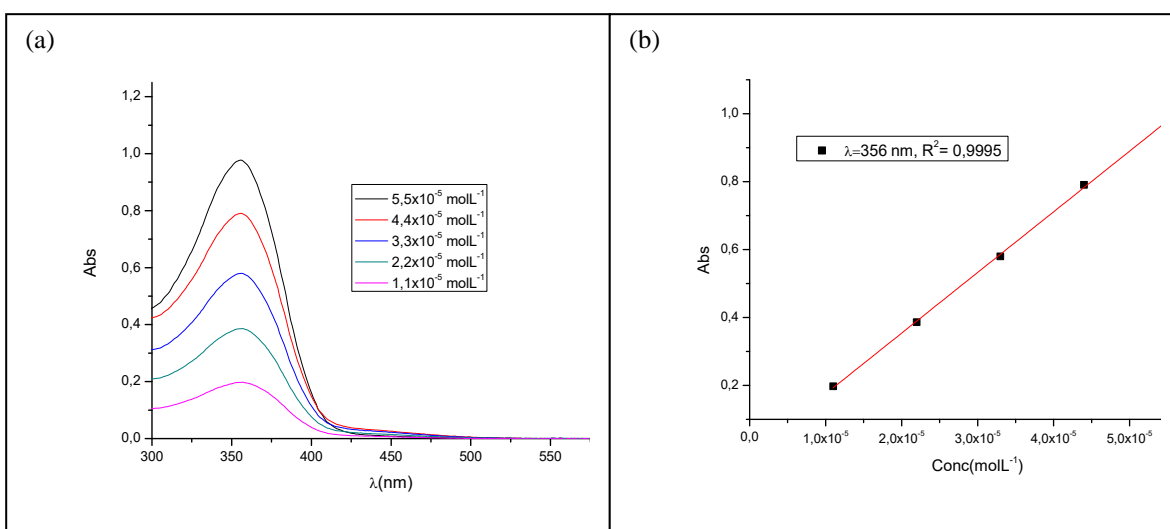 (a)
1,2
1,0
0,8
0,6
0,4
0,2
0,0
Abs
300
350
400
450
500
550
λ(nm)
5,5x10⁻⁵ molL⁻¹
4,4x10⁻⁵ molL⁻¹
3,3x10⁻⁵ molL⁻¹
2,2x10⁻⁵ molL⁻¹
1,1x10⁻⁵ molL⁻¹
(b)
1,0
0,8
0,6
0,4
0,2
Abs
0,0
1,0x10⁻⁵
2,0x10⁻⁵
3,0x10⁻⁵
4,0x10⁻⁵
5,0x10⁻⁵
Conc(molL⁻¹)
λ=356 nm, R²= 0,9995